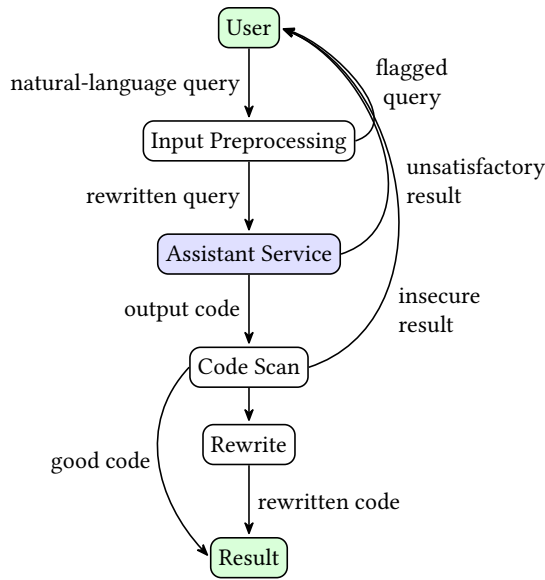 User
flagged
query
natural-language query
Input Preprocessing
unsatisfactory
result
rewritten query
Assistant Service
insecure
result
output code
Code Scan
Rewrite
good code
rewritten code
Result